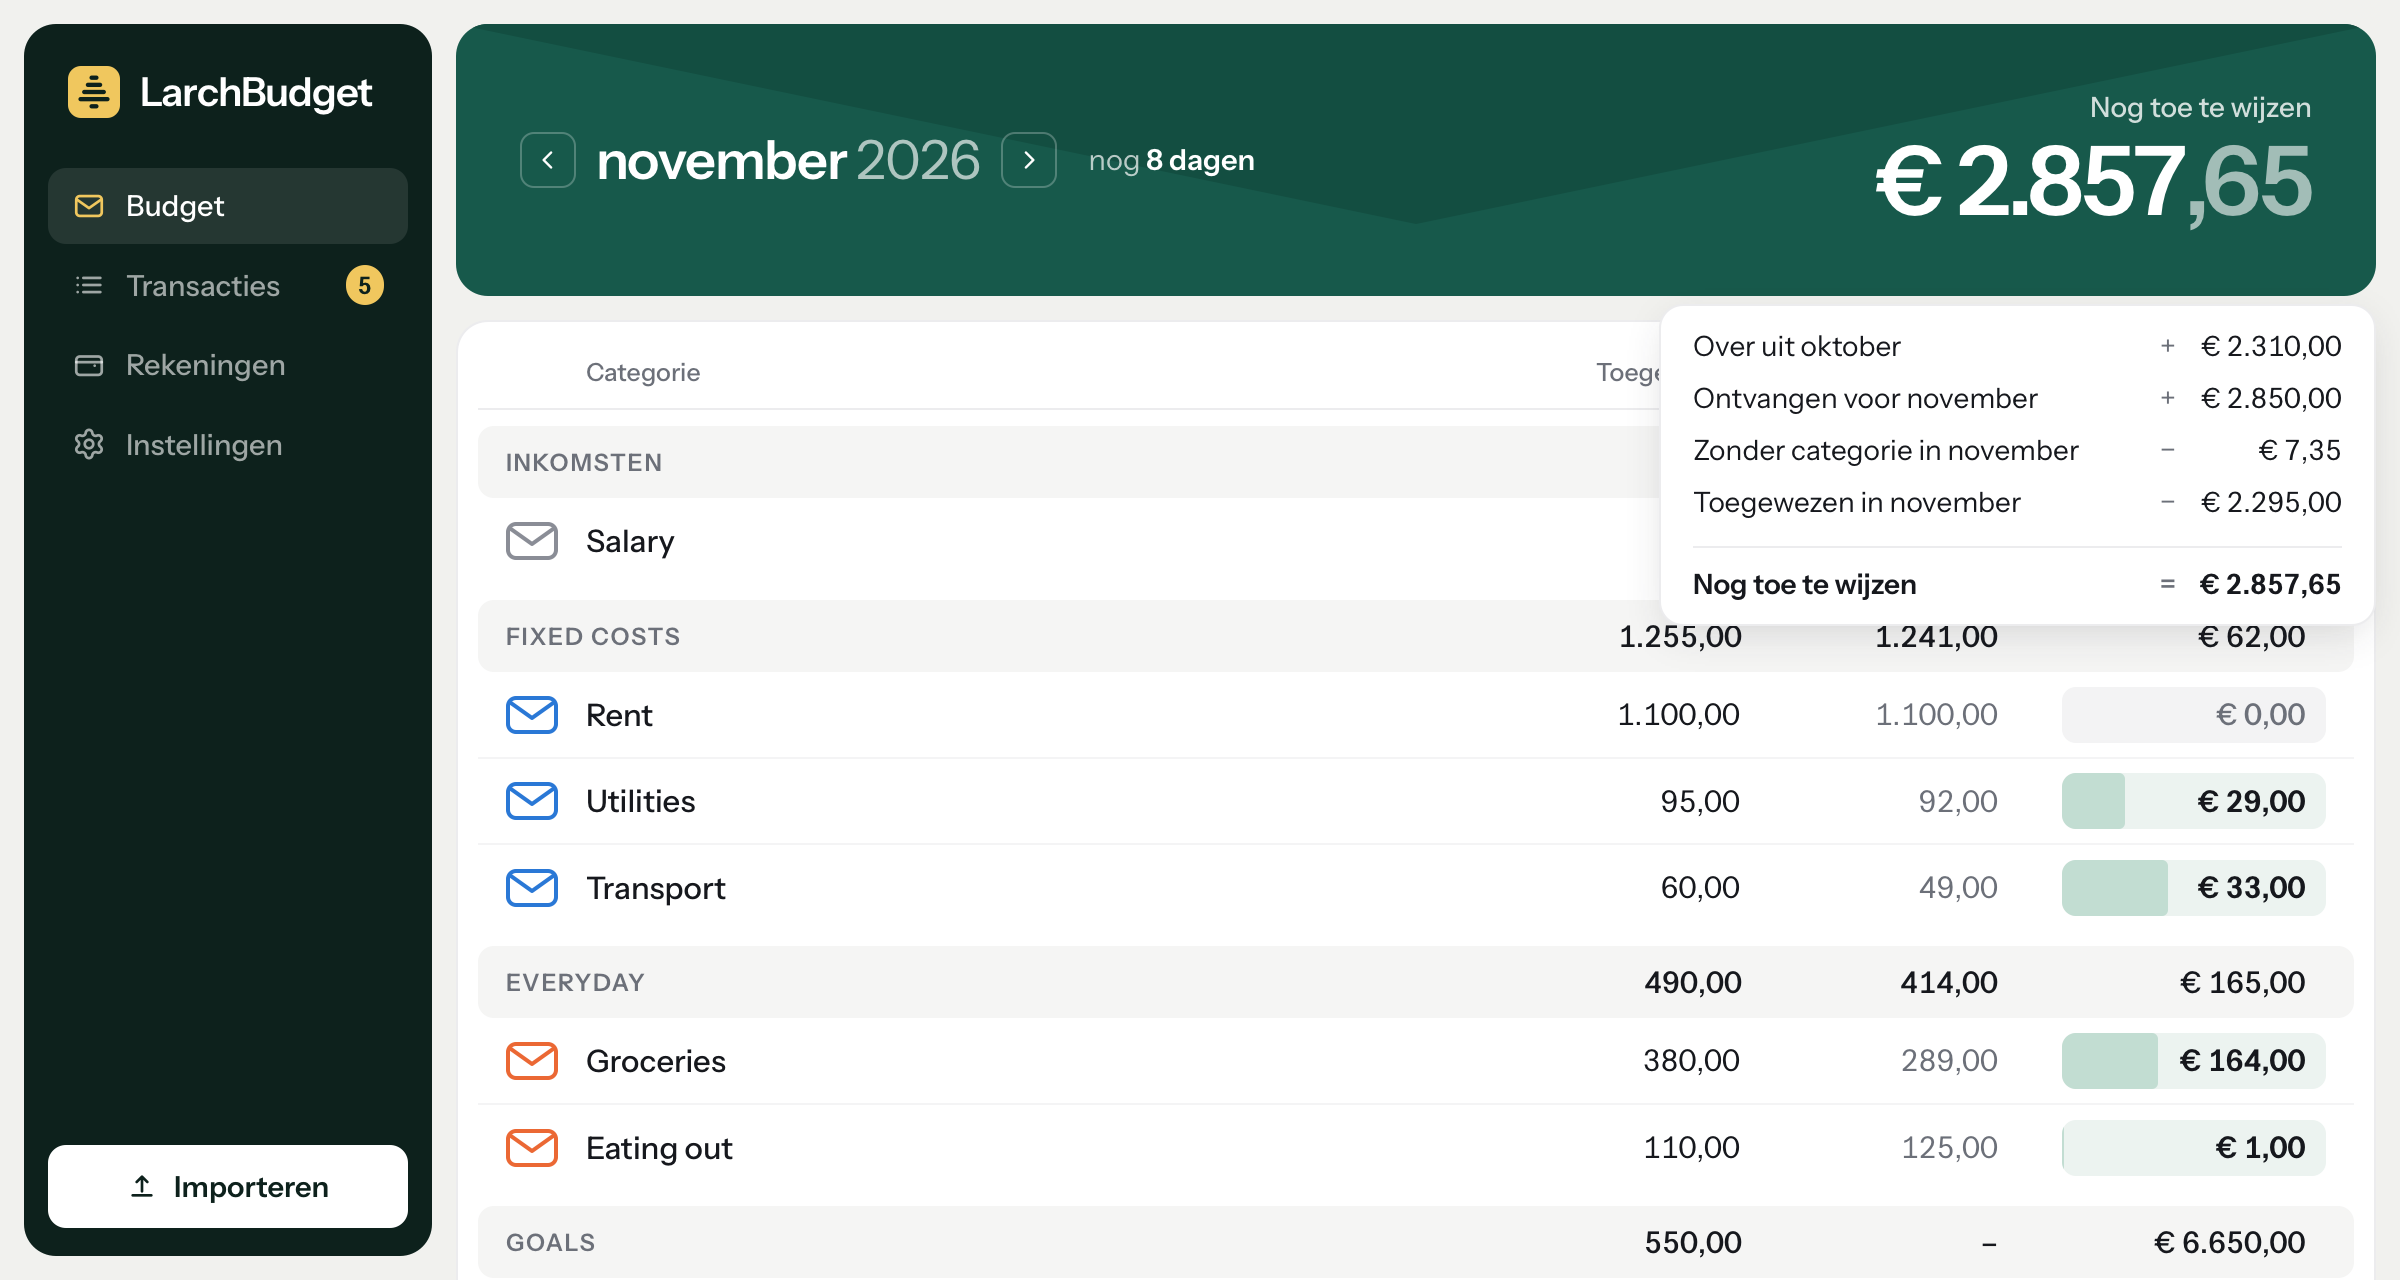 LarchBudget
Budget
Transacties 5
Rekeningen
Instellingen
Importeren
november 2026
nog 8 dagen
Nog toe te wijzen
€ 2.857,65
Over uit oktober + € 2.310,00
Ontvangen voor november + € 2.850,00
Zonder categorie in november − € 7,35
Toegewezen in november − € 2.295,00
Nog toe te wijzen = € 2.857,65
Categorie
INKOMSTEN
Salary
FIXED COSTS 1.255,00 1.241,00 € 62,00
Rent 1.100,00 1.100,00 € 0,00
Utilities 95,00 92,00 € 29,00
Transport 60,00 49,00 € 33,00
EVERYDAY 490,00 414,00 € 165,00
Groceries 380,00 289,00 € 164,00
Eating out 110,00 125,00 € 1,00
GOALS 550,00 – € 6.650,00